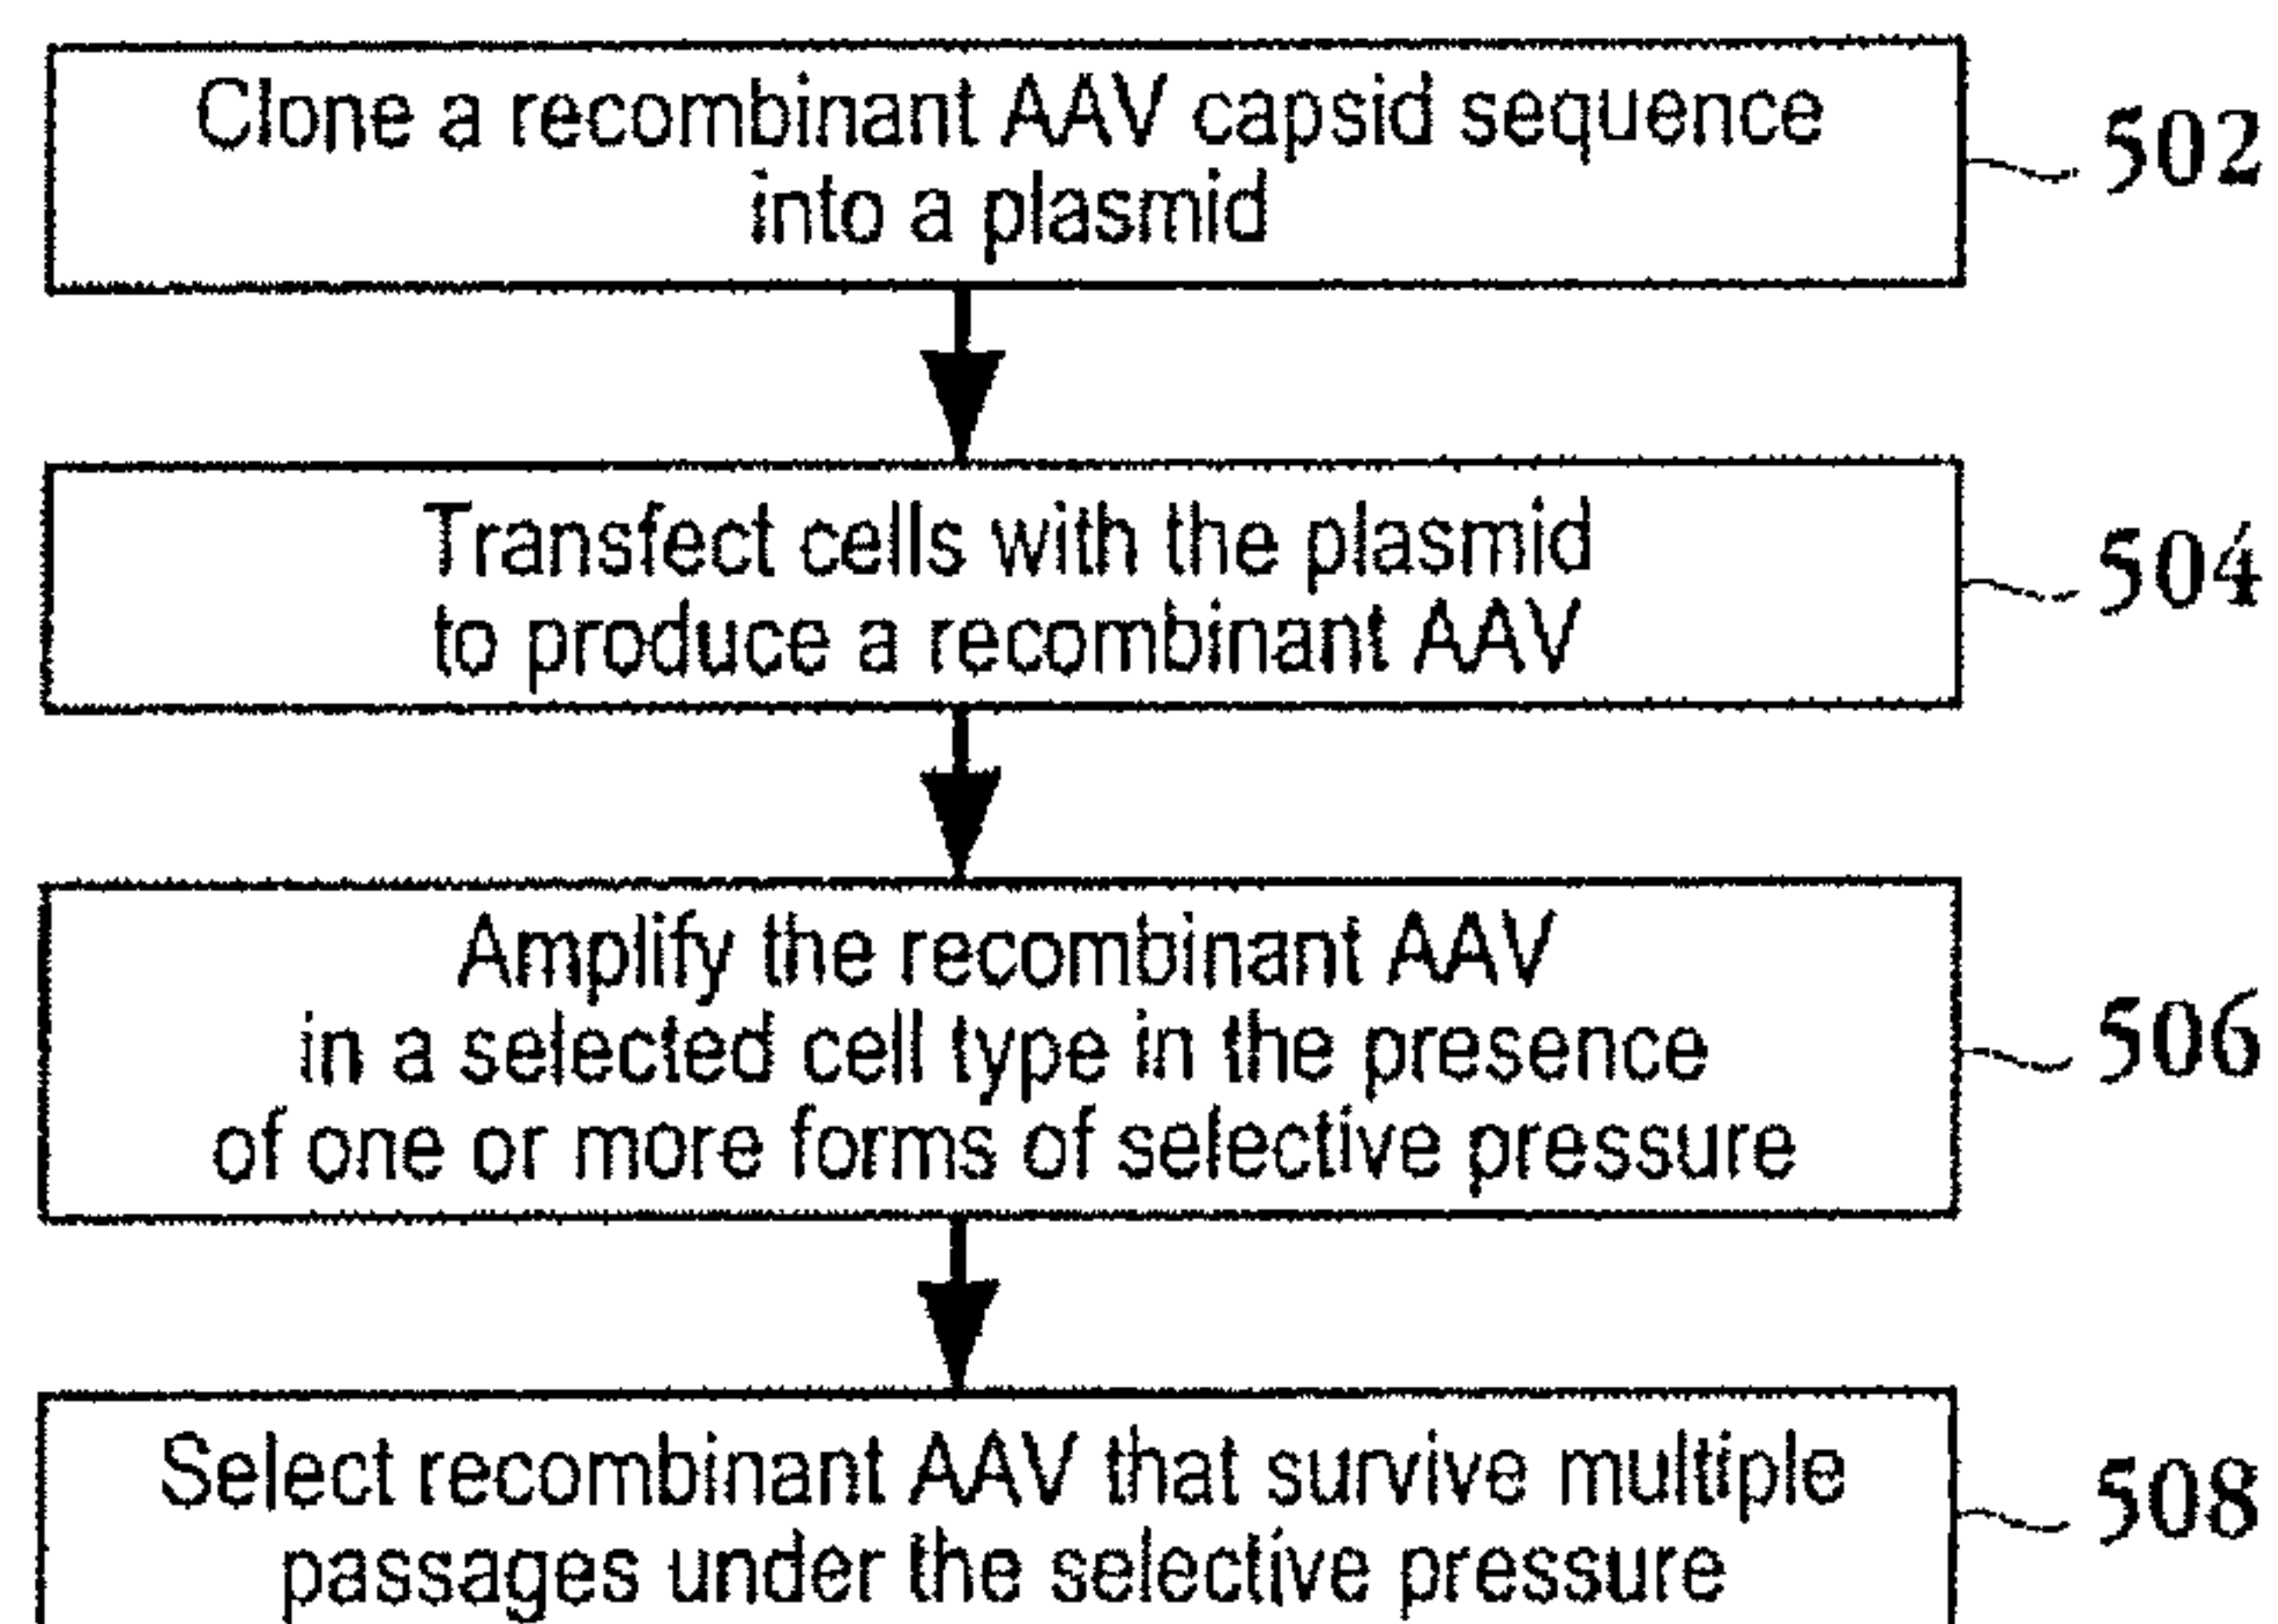 Clone a recombinant AAV capsid sequence
into a plasmid
502
Transfect cells with the plasmid
to produce a recombinant AAV
504
Amplify the recombinant AAV
in a selected cell type in the presence
of one or more forms of selective pressure
506
Select recombinant AAV that survive multiple
passages under the selective pressure
508